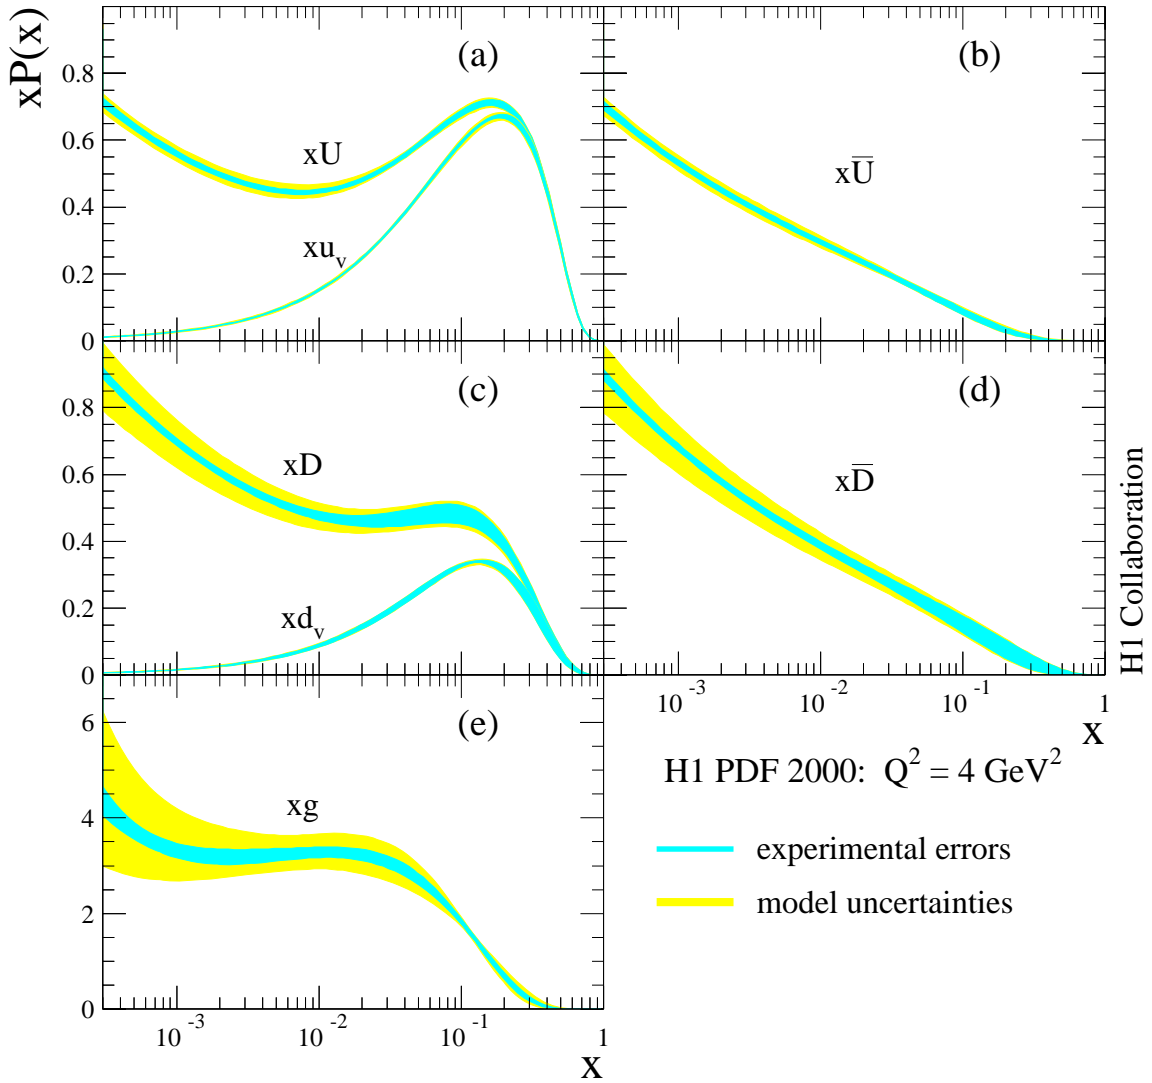 xP(x)
(a)
(b)
0.8
0.6
0.4
0.2
0
xU
xu_v
xU̅
(c)
(d)
0.8
0.6
0.4
0.2
0
xD
xd_v
xD̅
H1 Collaboration
10^-3 10^-2 10^-1 1
x
(e)
6
4
2
0
xg
10^-3 10^-2 10^-1 1
x
H1 PDF 2000: Q^2 = 4 GeV^2
experimental errors
model uncertainties